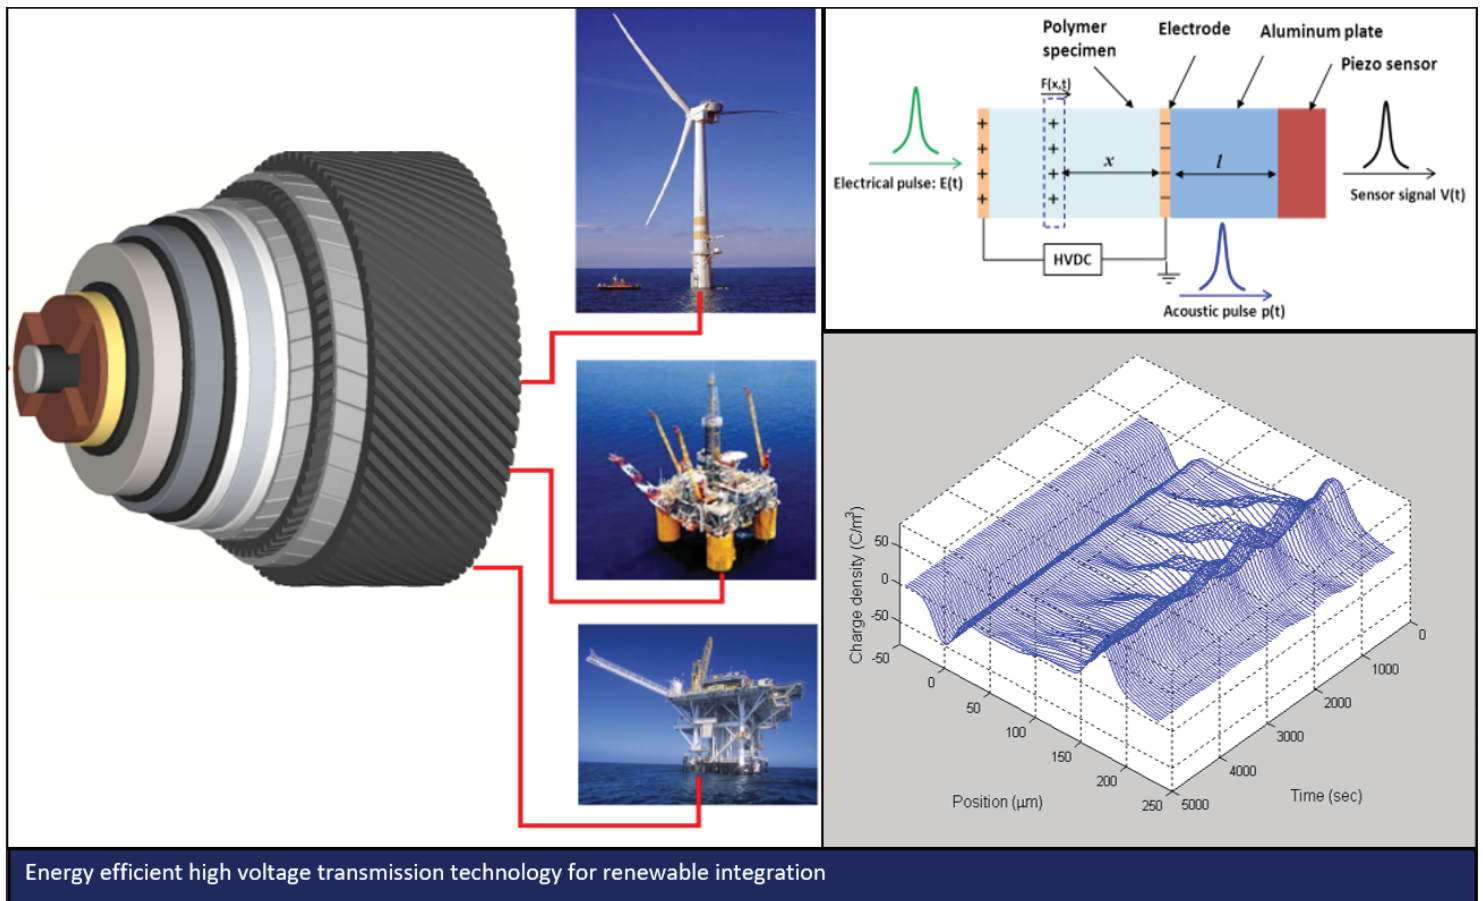 Polymer
specimen
Electrode
Aluminum plate
Piezo sensor
F(x,t)
+ + −
+ + −
+ + −
+ + −
x
l
Electrical pulse: E(t)
Sensor signal V(t)
HVDC
Acoustic pulse p(t)
Charge density (C/m³)
50
0
-50
-50
0
50
100
150
200
250
Position (μm)
0
1000
2000
3000
4000
5000
Time (sec)
Energy efficient high voltage transmission technology for renewable integration